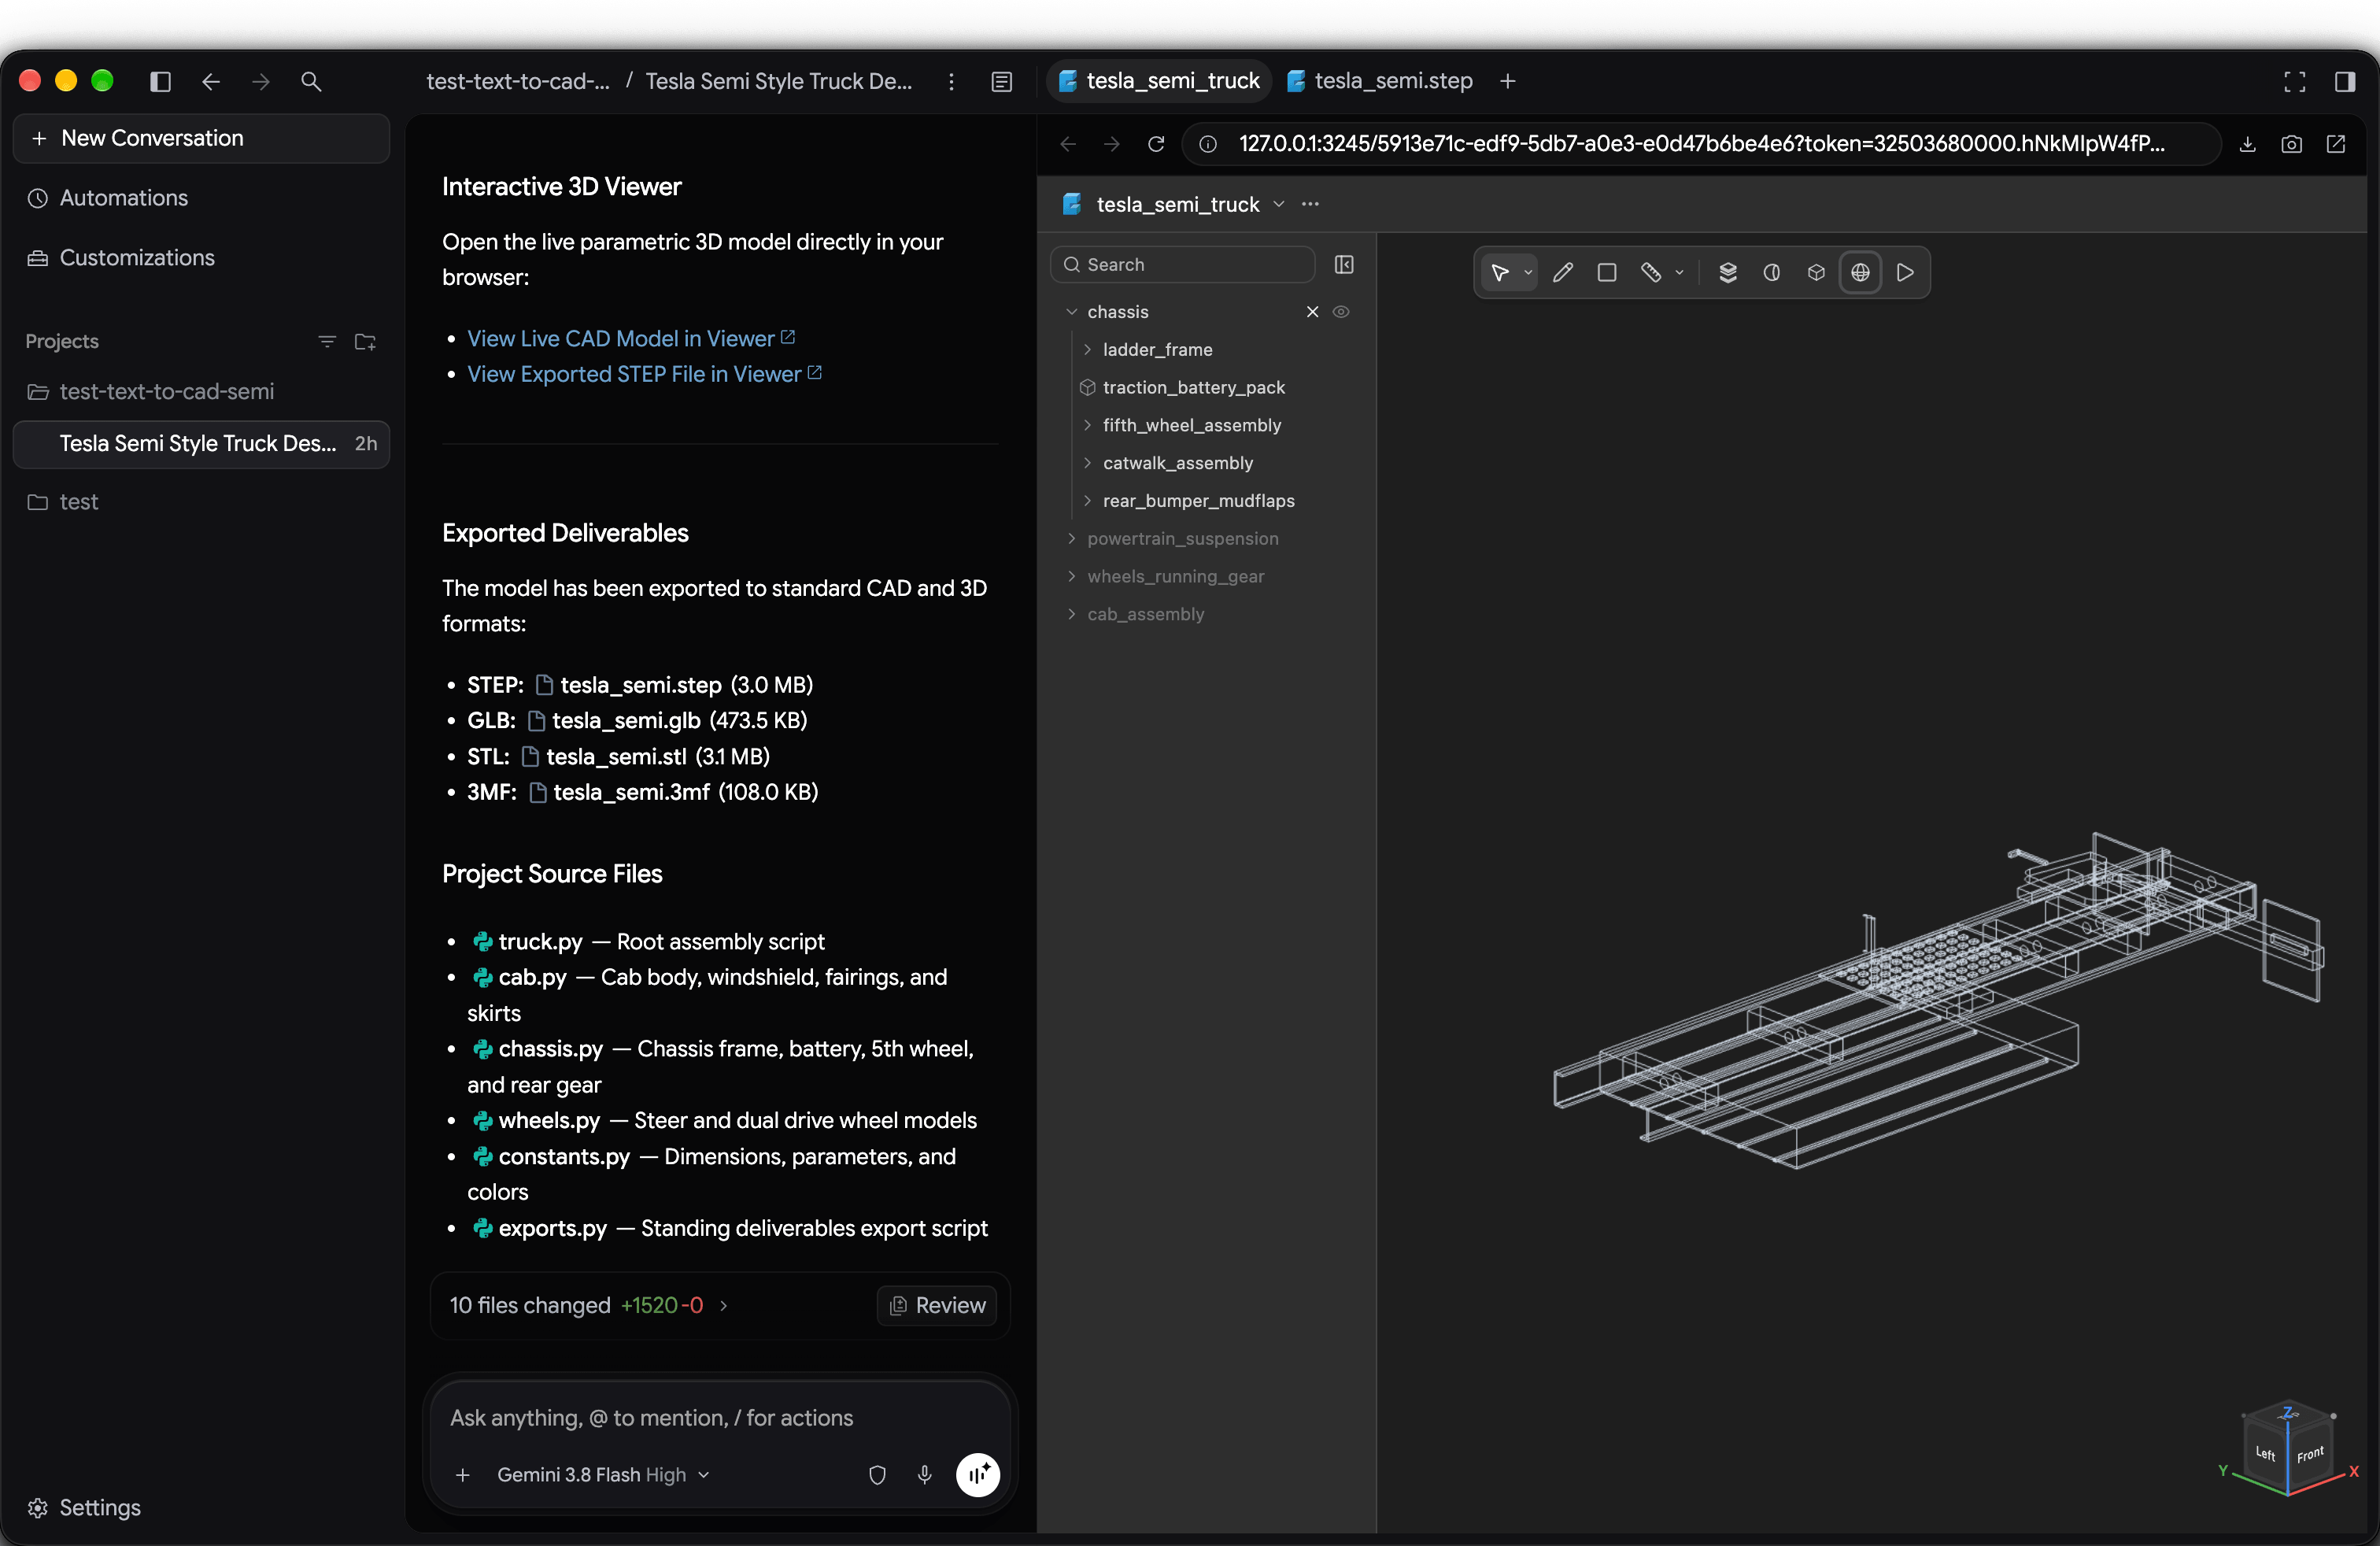 test-text-to-cad-... / Tesla Semi Style Truck De...
tesla_semi_truck
tesla_semi.step
New Conversation
Automations
Customizations
Projects
test-text-to-cad-semi
Tesla Semi Style Truck Des... 2h
test
Settings
Interactive 3D Viewer
Open the live parametric 3D model directly in your
browser:
• View Live CAD Model in Viewer
• View Exported STEP File in Viewer
Exported Deliverables
The model has been exported to standard CAD and 3D
formats:
• STEP: tesla_semi.step (3.0 MB)
• GLB: tesla_semi.glb (473.5 KB)
• STL: tesla_semi.stl (3.1 MB)
• 3MF: tesla_semi.3mf (108.0 KB)
Project Source Files
• truck.py — Root assembly script
• cab.py — Cab body, windshield, fairings, and
skirts
• chassis.py — Chassis frame, battery, 5th wheel,
and rear gear
• wheels.py — Steer and dual drive wheel models
• constants.py — Dimensions, parameters, and
colors
• exports.py — Standing deliverables export script
10 files changed +1520 -0
Review
Ask anything, @ to mention, / for actions
Gemini 3.8 Flash High
127.0.0.1:3245/5913e71c-edf9-5db7-a0e3-e0d47b6be4e6?token=32503680000.hNkMIpW4fP...
tesla_semi_truck
Search
chassis
ladder_frame
traction_battery_pack
fifth_wheel_assembly
catwalk_assembly
rear_bumper_mudflaps
powertrain_suspension
wheels_running_gear
cab_assembly
Z
Left
Front
Y
X